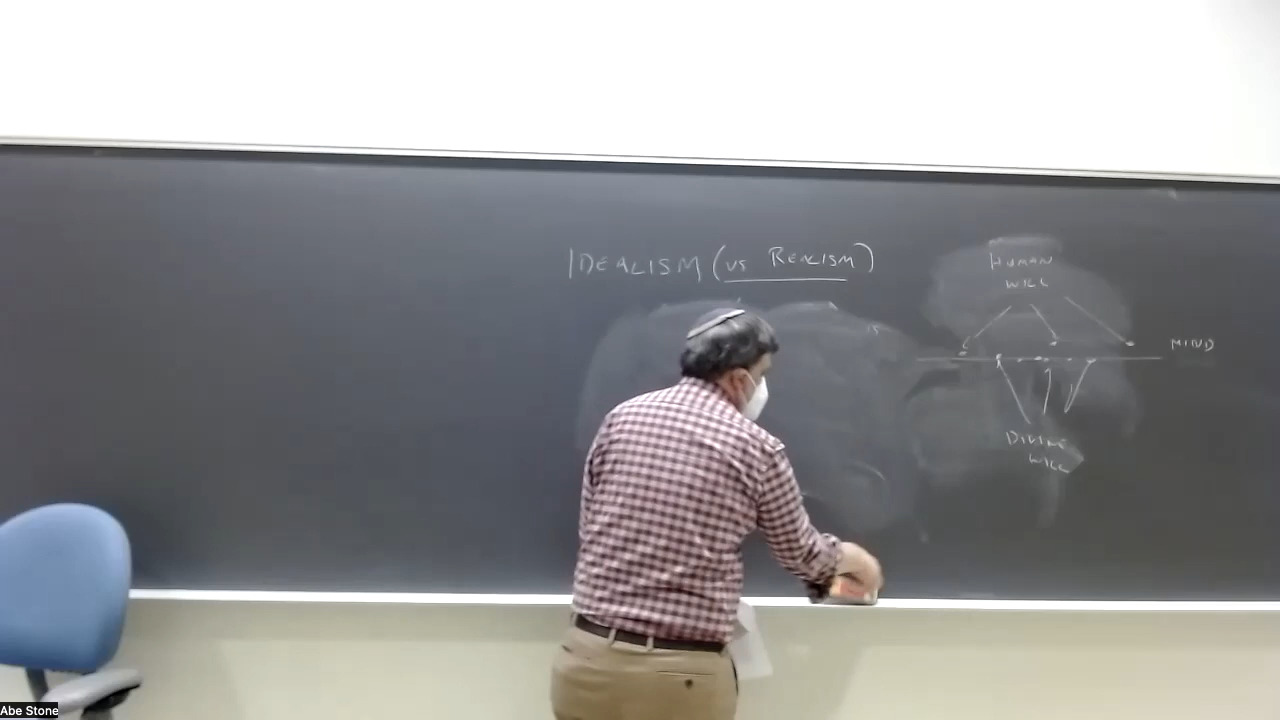 IDEALISM (VS REALISM)
HUMAN
WILL
MIND
DIVINE
WILL
Abe Stone